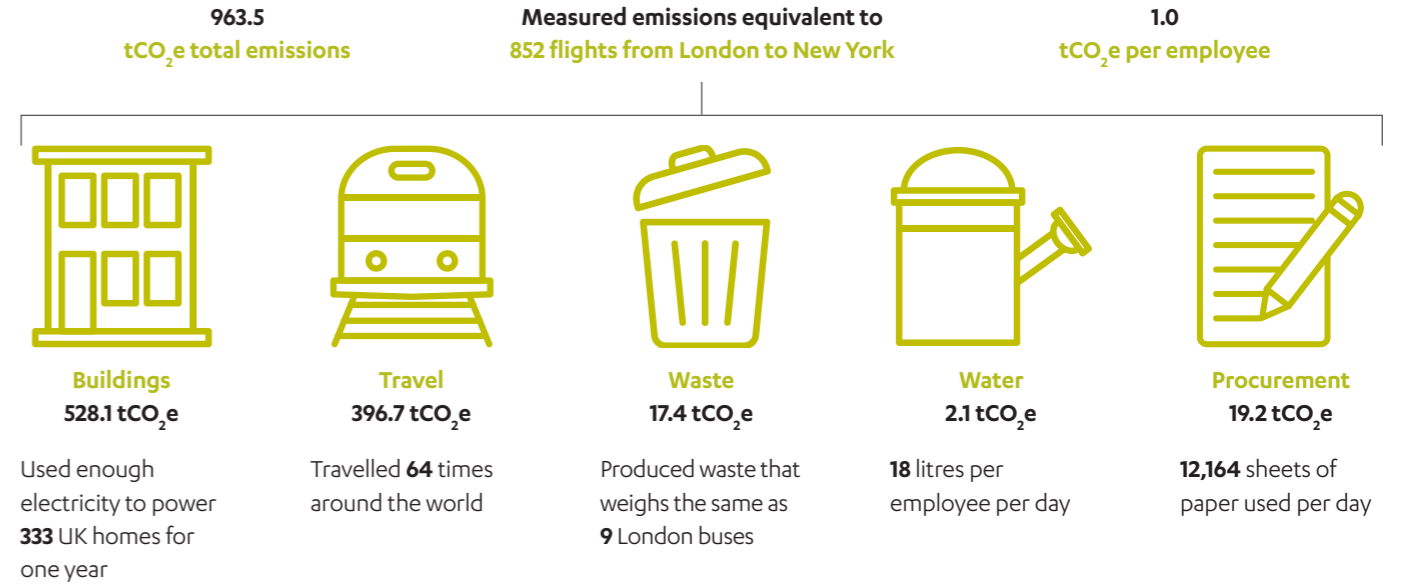 963.5
tCO₂e total emissions
Measured emissions equivalent to
852 flights from London to New York
1.0
tCO₂e per employee
Buildings
528.1 tCO₂e
Used enough
electricity to power
333 UK homes for
one year
Travel
396.7 tCO₂e
Travelled 64 times
around the world
Waste
17.4 tCO₂e
Produced waste that
weighs the same as
9 London buses
Water
2.1 tCO₂e
18 litres per
employee per day
Procurement
19.2 tCO₂e
12,164 sheets of
paper used per day